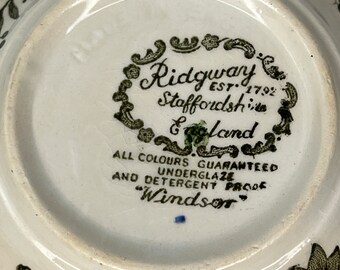 Ridgway
EST. 1792
Staffordshire
England
ALL COLOURS GUARANTEED
UNDERGLAZE
AND DETERGENT PROOF
"Windsor"